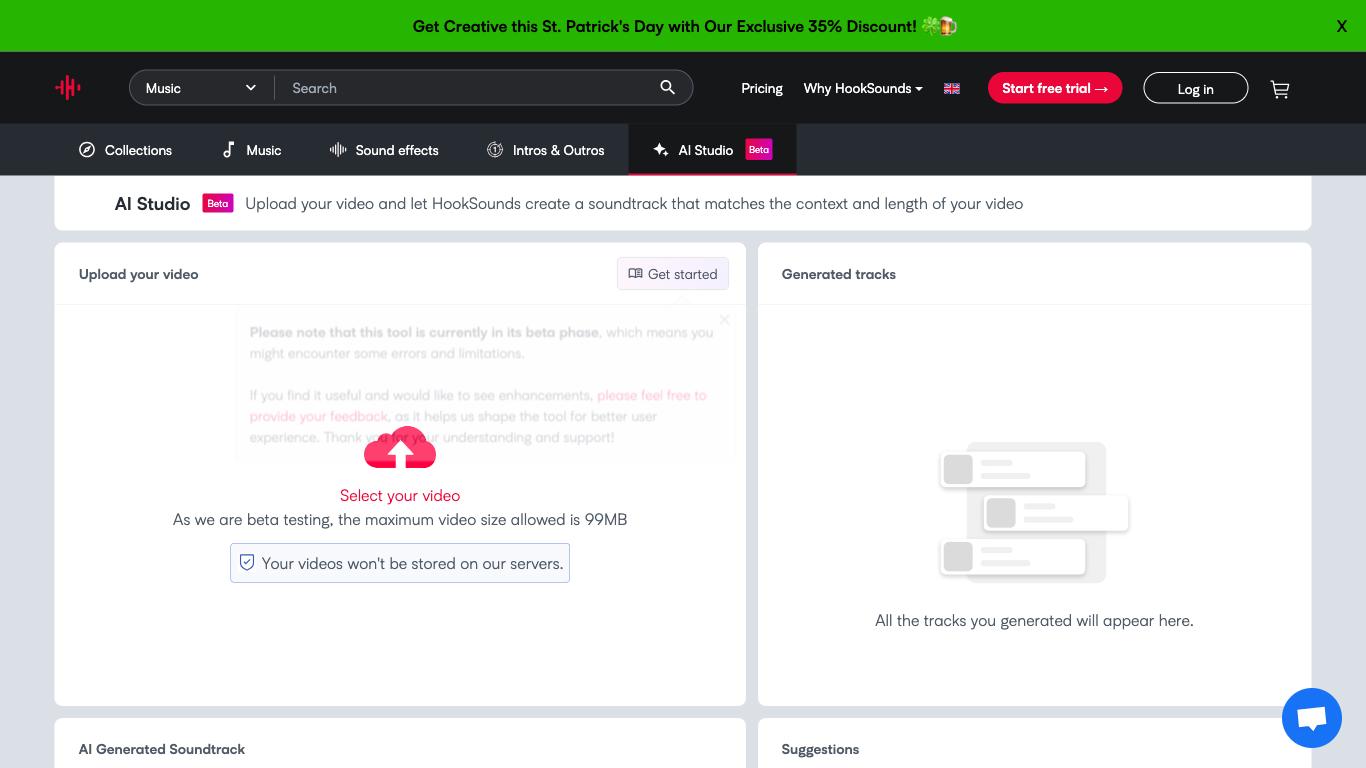 Get Creative this St. Patrick's Day with Our Exclusive 35% Discount! 🍀🍺
X
Music
Search
Pricing
Why HookSounds
Start free trial →
Log in
Collections
Music
Sound effects
Intros & Outros
AI Studio
Beta
AI Studio
Beta
Upload your video and let HookSounds create a soundtrack that matches the context and length of your video
Upload your video
Get started
Please note that this tool is currently in its beta phase, which means you
might encounter some errors and limitations.
If you find it useful and would like to see enhancements, please feel free to
provide your feedback, as it helps us shape the tool for better user
experience. Thank you for your understanding and support!
Select your video
As we are beta testing, the maximum video size allowed is 99MB
Your videos won't be stored on our servers.
Generated tracks
All the tracks you generated will appear here.
AI Generated Soundtrack
Suggestions